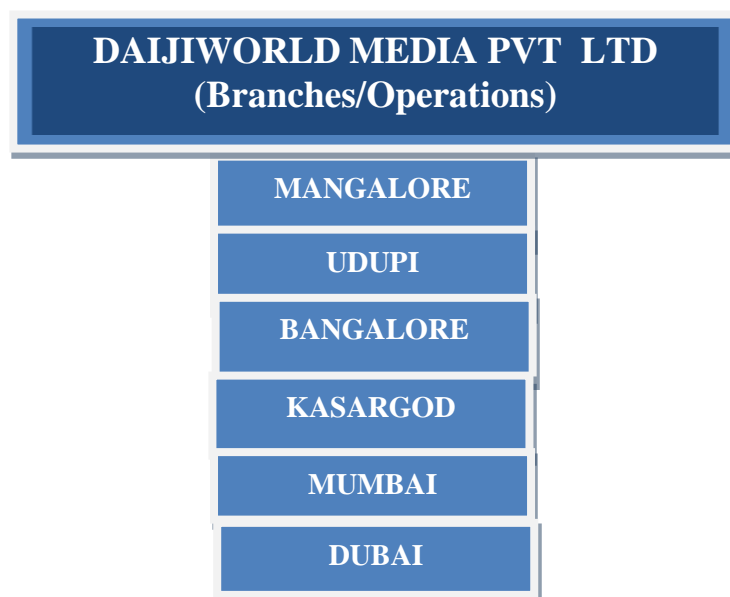 DAIJIWORLD MEDIA PVT LTD
(Branches/Operations)
MANGALORE
UDUPI
BANGALORE
KASARGOD
MUMBAI
DUBAI